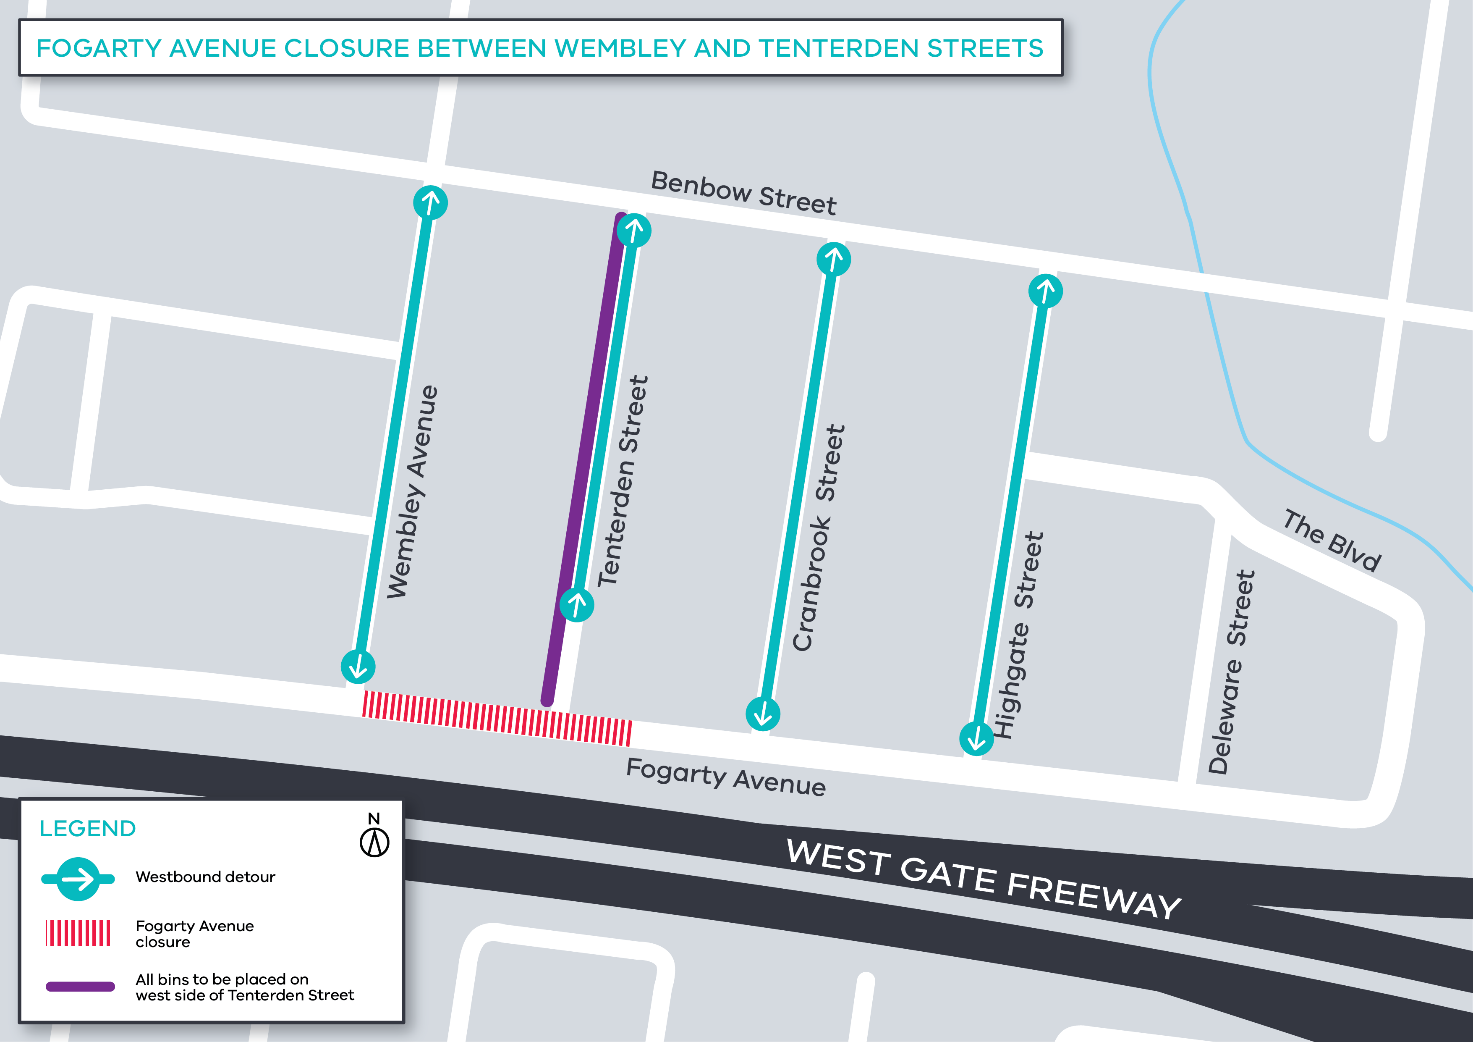 FOGARTY AVENUE CLOSURE BETWEEN WEMBLEY AND TENTERDEN STREETS
Benbow Street
Wembley Avenue
Tenterden Street
Cranbrook Street
Highgate Street
The Blvd
Deleware Street
Fogarty Avenue
WEST GATE FREEWAY
LEGEND
N
Westbound detour
Fogarty Avenue
closure
All bins to be placed on
west side of Tenterden Street